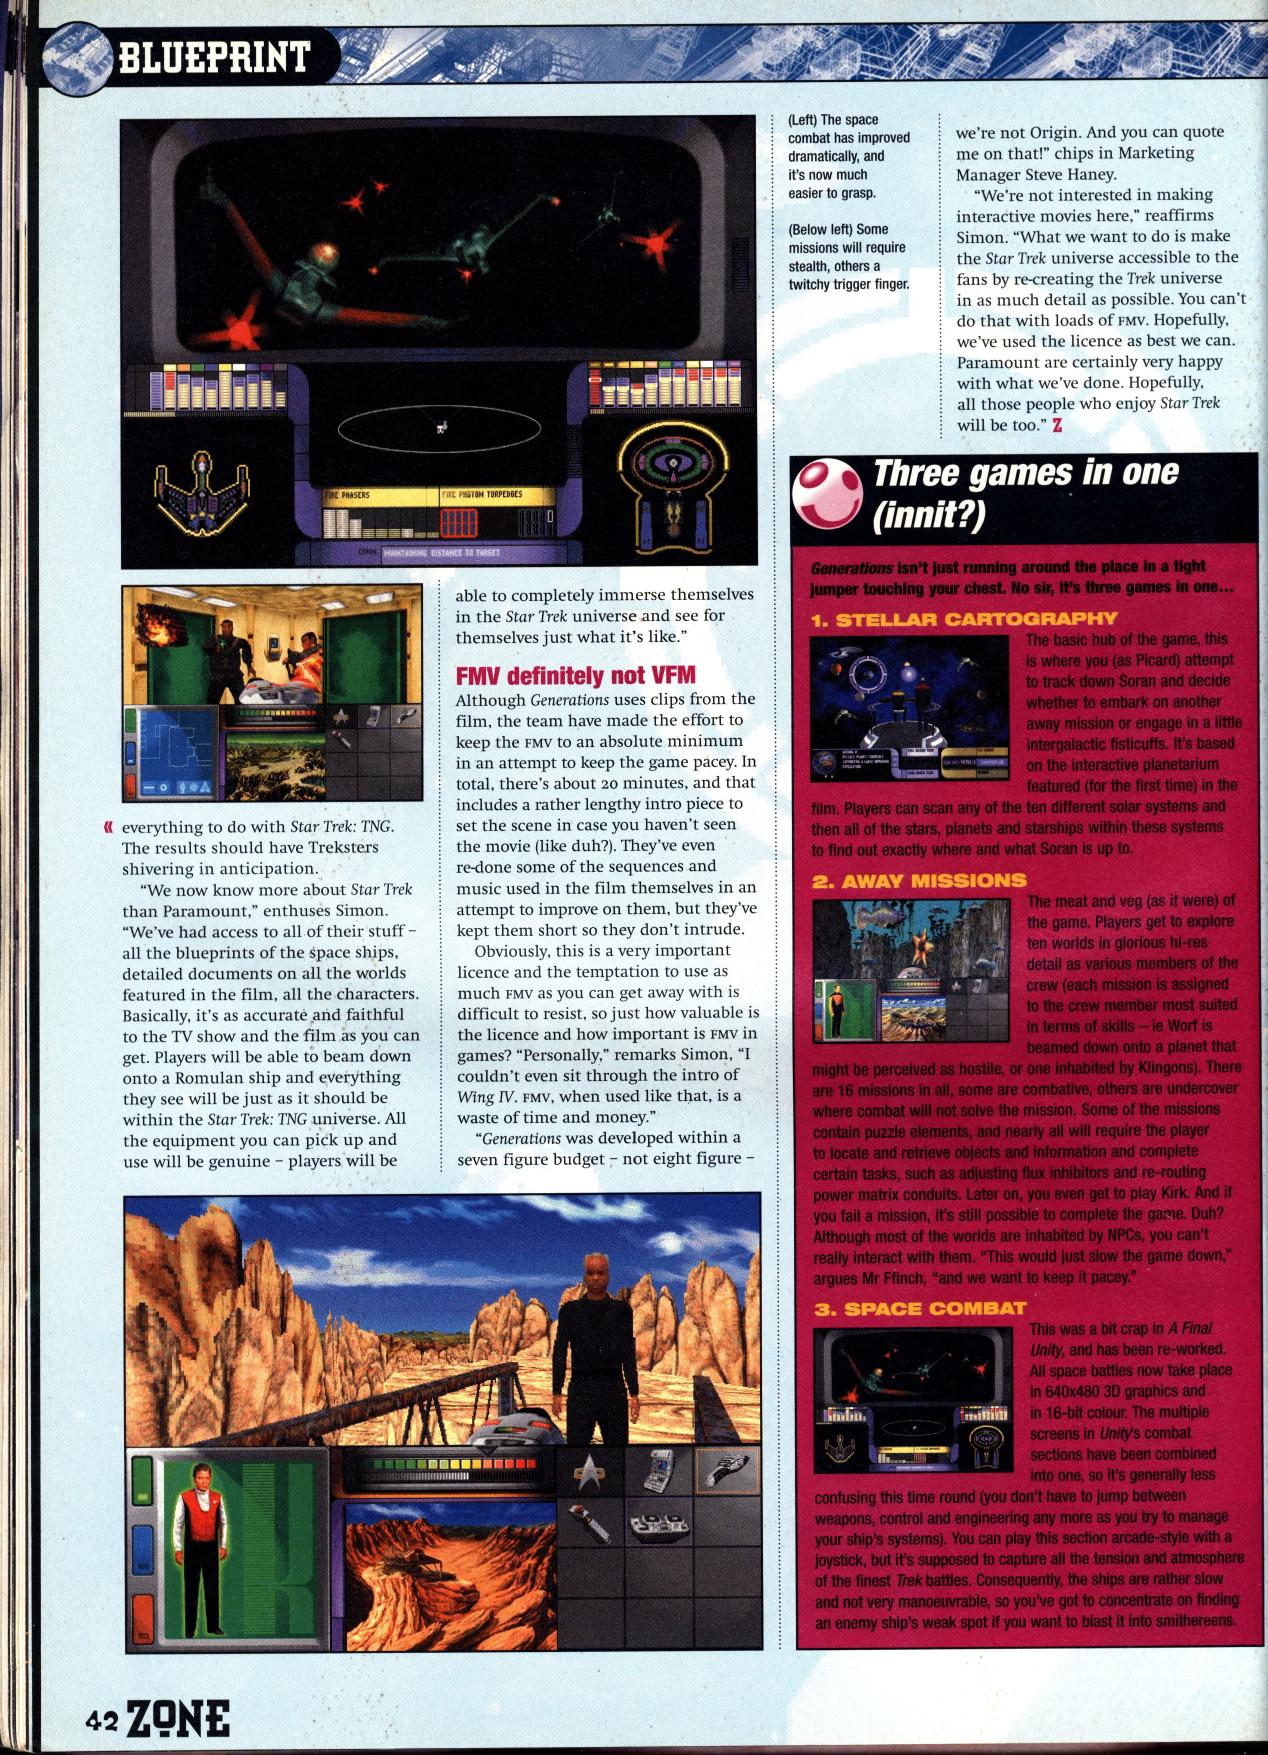 BLUEPRINT
(Left) The space
combat has improved
dramatically, and
it's now much
easier to grasp.
(Below left) Some
missions will require
stealth, others a
twitchy trigger finger.
FIRE PHASERS
FIRE PHOTON TORPEDOES
COMM: MAINTAINING DISTANCE TO TARGET
« everything to do with Star Trek: TNG.
The results should have Treksters
shivering in anticipation.
“We now know more about Star Trek
than Paramount,” enthuses Simon.
“We've had access to all of their stuff –
all the blueprints of the space ships,
detailed documents on all the worlds
featured in the film, all the characters.
Basically, it's as accurate and faithful
to the TV show and the film as you can
get. Players will be able to beam down
onto a Romulan ship and everything
they see will be just as it should be
within the Star Trek: TNG universe. All
the equipment you can pick up and
use will be genuine – players will be
able to completely immerse themselves
in the Star Trek universe and see for
themselves just what it's like.”
FMV definitely not VFM
Although Generations uses clips from the
film, the team have made the effort to
keep the FMV to an absolute minimum
in an attempt to keep the game pacey. In
total, there's about 20 minutes, and that
includes a rather lengthy intro piece to
set the scene in case you haven't seen
the movie (like duh?). They've even
re-done some of the sequences and
music used in the film themselves in an
attempt to improve on them, but they've
kept them short so they don't intrude.
Obviously, this is a very important
licence and the temptation to use as
much FMV as you can get away with is
difficult to resist, so just how valuable is
the licence and how important is FMV in
games? “Personally,” remarks Simon, “I
couldn't even sit through the intro of
Wing IV. FMV, when used like that, is a
waste of time and money.”
“Generations was developed within a
seven figure budget – not eight figure –
we're not Origin. And you can quote
me on that!” chips in Marketing
Manager Steve Haney.
“We're not interested in making
interactive movies here,” reaffirms
Simon. “What we want to do is make
the Star Trek universe accessible to the
fans by re-creating the Trek universe
in as much detail as possible. You can't
do that with loads of FMV. Hopefully,
we've used the licence as best we can.
Paramount are certainly very happy
with what we've done. Hopefully,
all those people who enjoy Star Trek
will be too.” Z
Three games in one
(innit?)
Generations isn't just running around the place in a tight
jumper touching your chest. No sir, it's three games in one...
1. STELLAR CARTOGRAPHY
The basic hub of the game, this
is where you (as Picard) attempt
to track down Soran and decide
whether to embark on another
away mission or engage in a little
intergalactic fisticuffs. It's based
on the interactive planetarium
featured (for the first time) in the
film. Players can scan any of the ten different solar systems and
then all of the stars, planets and starships within these systems
to find out exactly where and what Soran is up to.
2. AWAY MISSIONS
The meat and veg (as it were) of
the game. Players get to explore
ten worlds in glorious hi-res
detail as various members of the
crew (each mission is assigned
to the crew member most suited
in terms of skills – ie Worf is
beamed down onto a planet that
might be perceived as hostile, or one inhabited by Klingons). There
are 16 missions in all, some are combative, others are undercover
where combat will not solve the mission. Some of the missions
contain puzzle elements, and nearly all will require the player
to locate and retrieve objects and information and complete
certain tasks, such as adjusting flux inhibitors and re-routing
power matrix conduits. Later on, you even get to play Kirk. And if
you fail a mission, it's still possible to complete the game. Duh?
Although most of the worlds are inhabited by NPCs, you can't
really interact with them. “This would just slow the game down,”
argues Mr Ffinch, “and we want to keep it pacey.”
3. SPACE COMBAT
This was a bit crap in A Final
Unity, and has been re-worked.
All space battles now take place
in 640x480 3D graphics and
in 16-bit colour. The multiple
screens in Unity's combat
sections have been combined
into one, so it's generally less
confusing this time round (you don't have to jump between
weapons, control and engineering any more as you try to manage
your ship's systems). You can play this section arcade-style with a
joystick, but it's supposed to capture all the tension and atmosphere
of the finest Trek battles. Consequently, the ships are rather slow
and not very manoeuvrable, so you've got to concentrate on finding
an enemy ship's weak spot if you want to blast it into smithereens.
42 ZONE